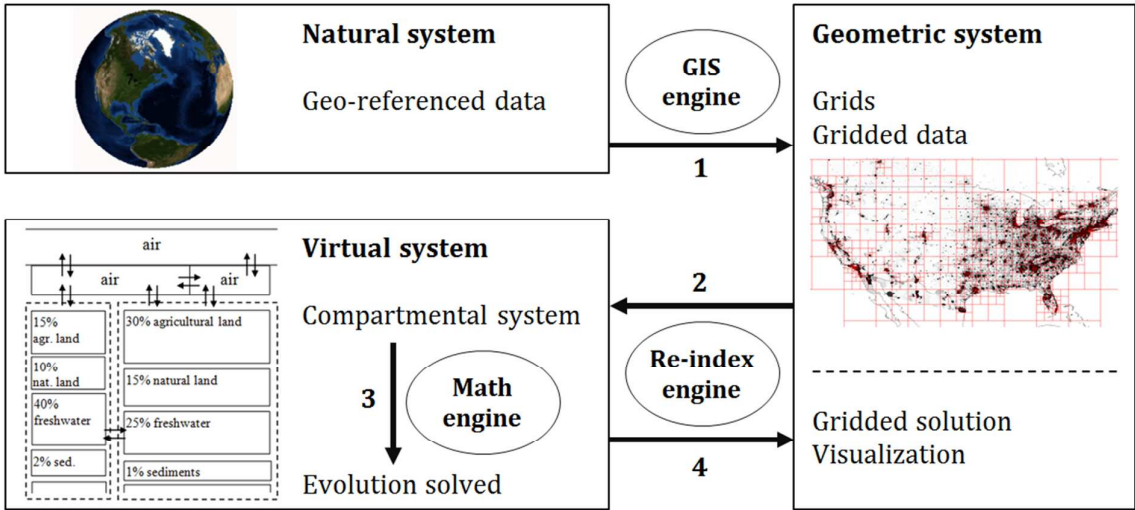 Natural system
Geo-referenced data
GIS
engine
1
Geometric system
Grids
Gridded data
Virtual system
air
air
air
15%
agr. land
10%
nat. land
40%
freshwater
2% sed.
30% agricultural land
15% natural land
25% freshwater
1% sediments
Compartmental system
3
Math
engine
Evolution solved
2
Re-index
engine
4
Gridded solution
Visualization